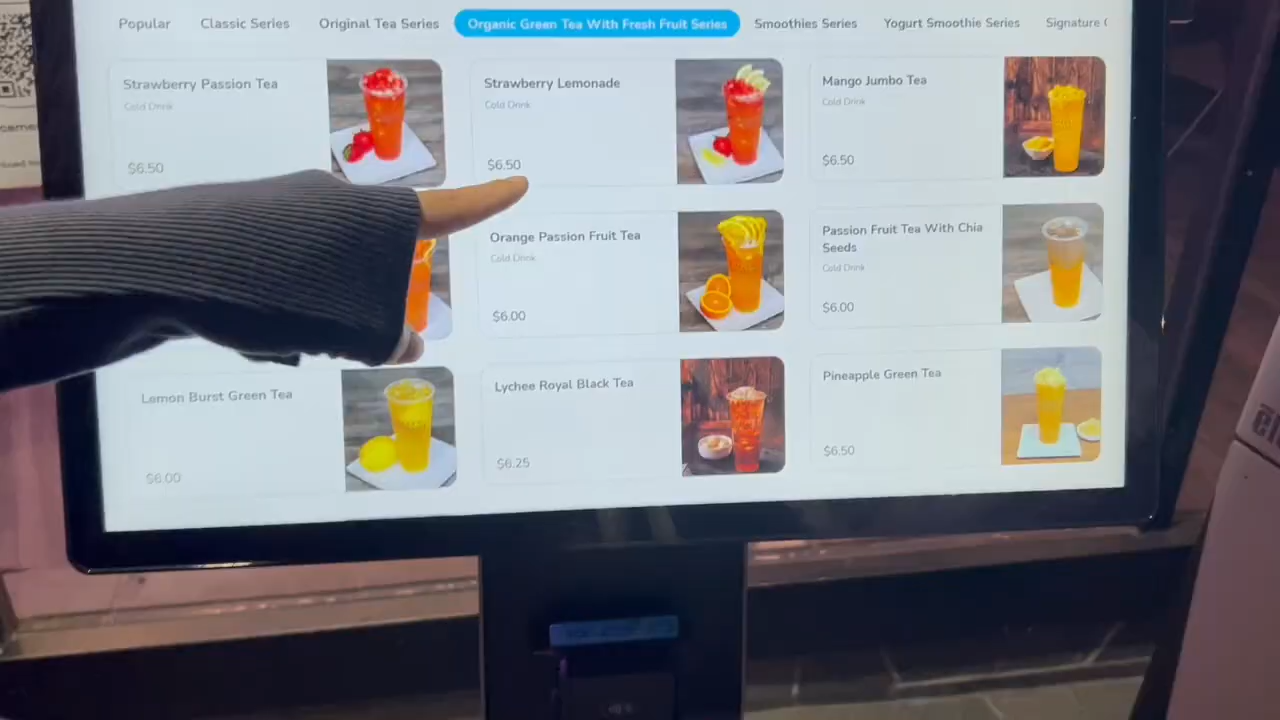 Popular
Classic Series
Original Tea Series
Organic Green Tea With Fresh Fruit Series
Smoothies Series
Yogurt Smoothie Series
Signature
Strawberry Passion Tea
Cold Drink
$6.50
Strawberry Lemonade
Cold Drink
$6.50
Mango Jumbo Tea
Cold Drink
$6.50
Orange Passion Fruit Tea
Cold Drink
$6.00
Passion Fruit Tea With Chia
Seeds
Cold Drink
$6.00
Lemon Burst Green Tea
$6.00
Lychee Royal Black Tea
$6.25
Pineapple Green Tea
$6.50